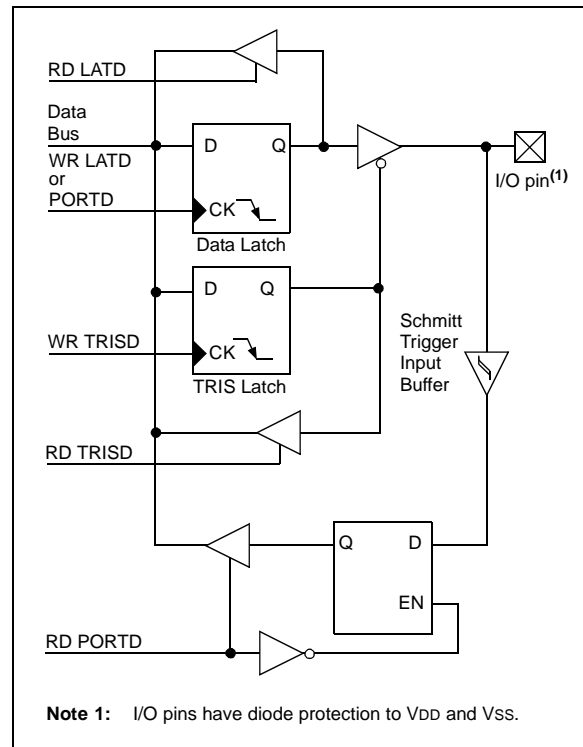 RD LATD
Data
Bus
WR LATD
or
PORTD
D Q
CK
Data Latch
I/O pin(1)
D Q
WR TRISD
CK
TRIS Latch
Schmitt
Trigger
Input
Buffer
RD TRISD
Q D
EN
RD PORTD
Note 1: I/O pins have diode protection to VDD and VSS.